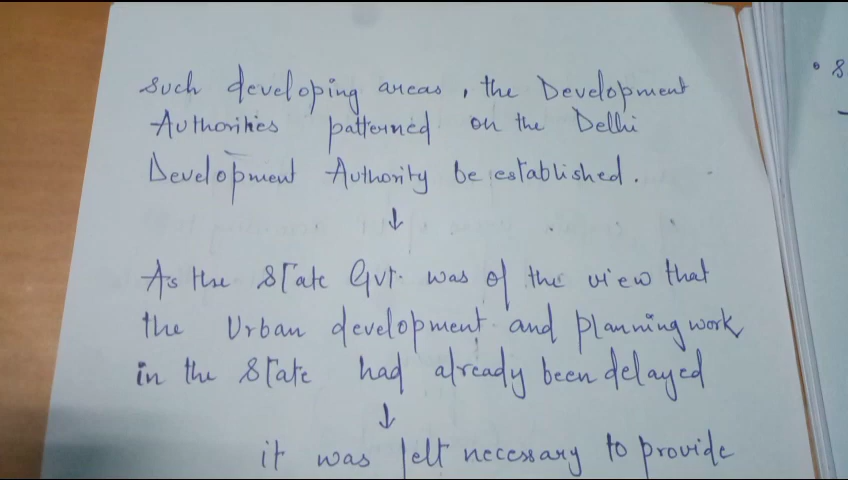 such developing areas, the Development
Authorities patterned on the Delhi
Development Authority be established.
↓
As the State Gvt. was of the view that
the Urban development and planning work
in the State had already been delayed
↓
it was felt necessary to provide